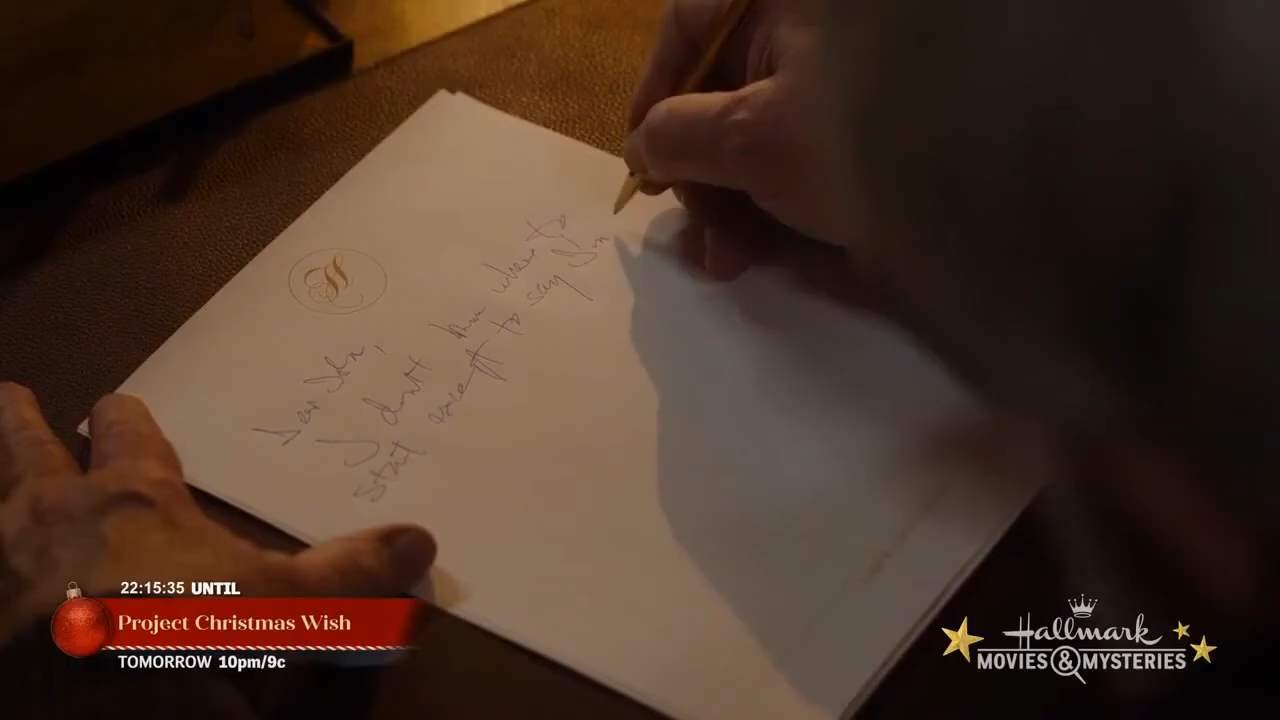 H
Dear John,
I don't know where to
start except to say I'm
22:15:35 UNTIL
Project Christmas Wish
TOMORROW 10pm/9c
Hallmark
MOVIES & MYSTERIES